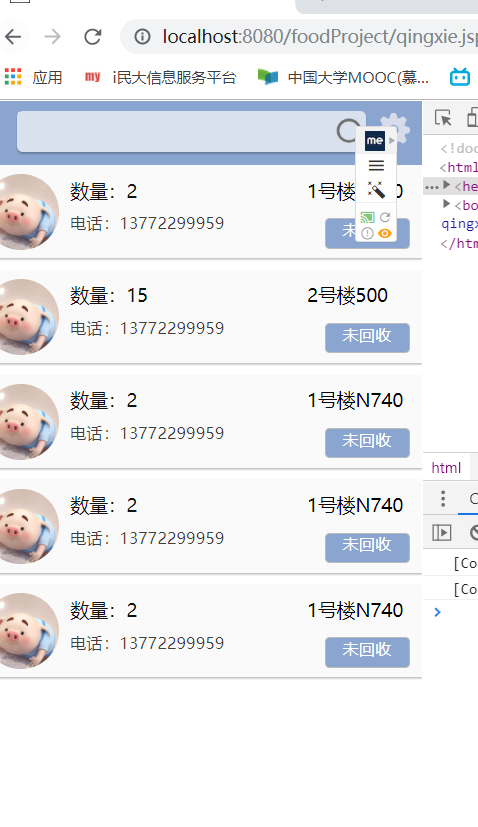 localhost:8080/foodProject/qingxie.jsp
应用 my i民大信息服务平台 中国大学MOOC(慕...
me
<!doc
数量：2 1号楼 0
<html
••• ▶<he
电话：13772299959
▶<bo
未
qingx
</htm
数量：15 2号楼500
电话：13772299959 未回收
数量：2 1号楼N740
电话：13772299959 未回收
html
数量：2 1号楼N740
[Co
电话：13772299959 未回收
[Co
数量：2 1号楼N740
电话：13772299959 未回收